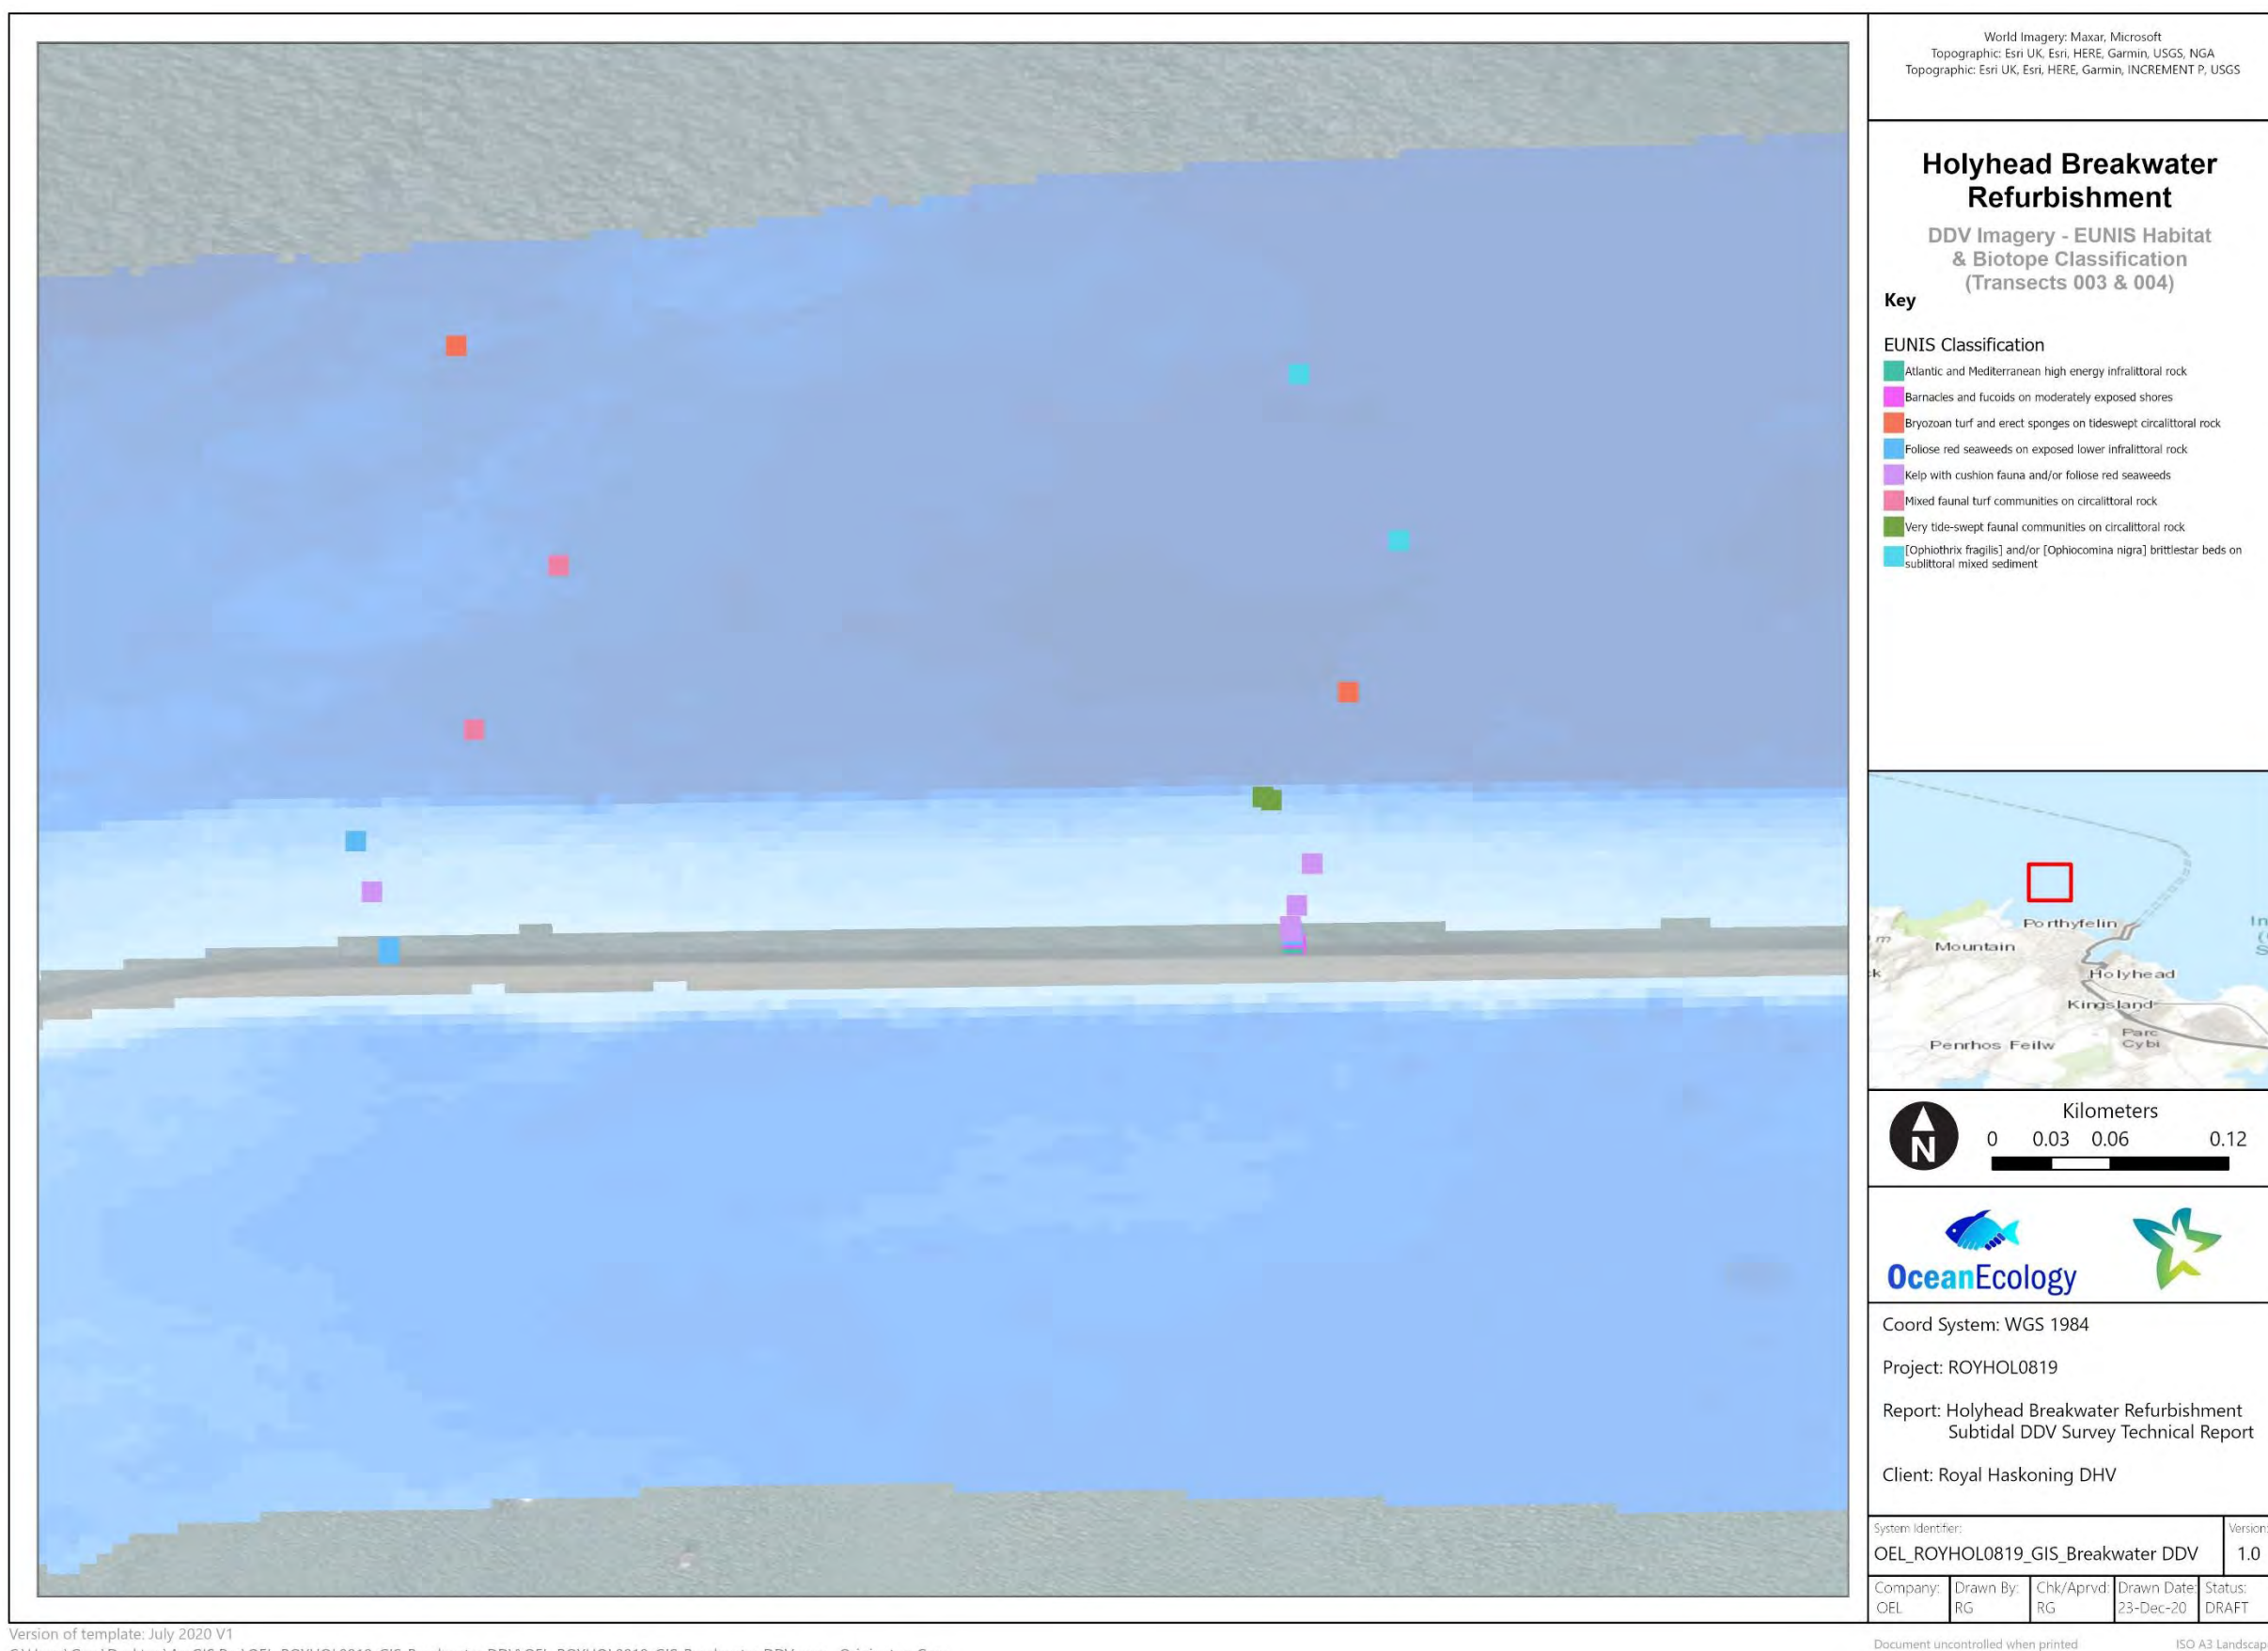 World Imagery: Maxar, Microsoft
Topographic: Esri UK, Esri, HERE, Garmin, USGS, NGA
Topographic: Esri UK, Esri, HERE, Garmin, INCREMENT P, USGS
Holyhead Breakwater
Refurbishment
DDV Imagery - EUNIS Habitat
& Biotope Classification
(Transects 003 & 004)
Key
EUNIS Classification
Atlantic and Mediterranean high energy infralittoral rock
Barnacles and fucoids on moderately exposed shores
Bryozoan turf and erect sponges on tideswept circalittoral rock
Foliose red seaweeds on exposed lower infralittoral rock
Kelp with cushion fauna and/or foliose red seaweeds
Mixed faunal turf communities on circalittoral rock
Very tide-swept faunal communities on circalittoral rock
[Ophiothrix fragilis] and/or [Ophiocomina nigra] brittlestar beds on
sublittoral mixed sediment
Porthyfelin
Mountain
Holyhead
Kingsland
Parc
Cybi
Penrhos Feilw
N
Kilometers
0 0.03 0.06 0.12
OceanEcology
Coord System: WGS 1984
Project: ROYHOL0819
Report: Holyhead Breakwater Refurbishment
Subtidal DDV Survey Technical Report
Client: Royal Haskoning DHV
System Identifier: Version:
OEL_ROYHOL0819_GIS_Breakwater DDV 1.0
Company: Drawn By: Chk/Aprvd: Drawn Date: Status:
OEL RG RG 23-Dec-20 DRAFT
Version of template: July 2020 V1
Document uncontrolled when printed ISO A3 Landscap